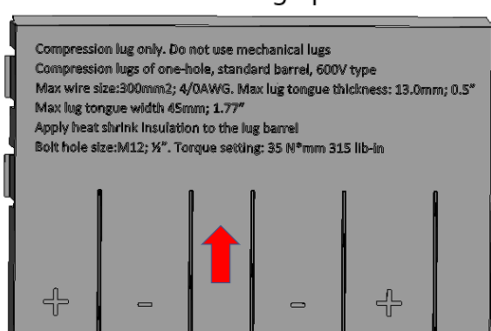 Compression lug only. Do not use mechanical lugs
Compression lugs of one-hole, standard barrel, 600V type
Max wire size:300mm2; 4/0AWG. Max lug tongue thickness: 13.0mm; 0.5”
Max lug tongue width 45mm; 1.77”
Apply heat shrink insulation to the lug barrel
Bolt hole size:M12; ½”. Torque setting: 35 N*mm 315 lib-in
+ - - +